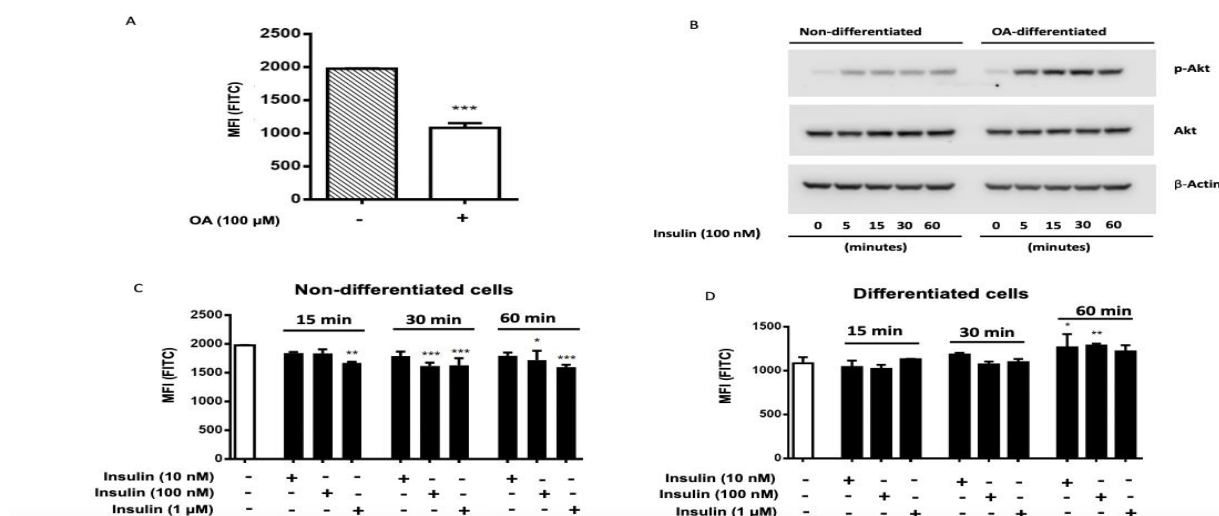 A
2500
2000
1500
1000
500
0
MFI (FITC)
***
OA (100 µM) - +
B
Non-differentiated OA-differentiated
p-Akt
Akt
β-Actin
Insulin (100 nM) 0 5 15 30 60 0 5 15 30 60
(minutes) (minutes)
C
Non-differentiated cells
2500
2000
1500
1000
500
0
MFI (FITC)
15 min 30 min 60 min
** *** *** * ***
Insulin (10 nM) - + - - + - - + - -
Insulin (100 nM) - - + - - + - - + -
Insulin (1 µM) - - - + - - + - - +
D
Differentiated cells
1500
1000
500
0
MFI (FITC)
15 min 30 min 60 min
* **
Insulin (10 nM) - + - - + - - + - -
Insulin (100 nM) - - + - - + - - + -
Insulin (1 µM) - - - + - - + - - +